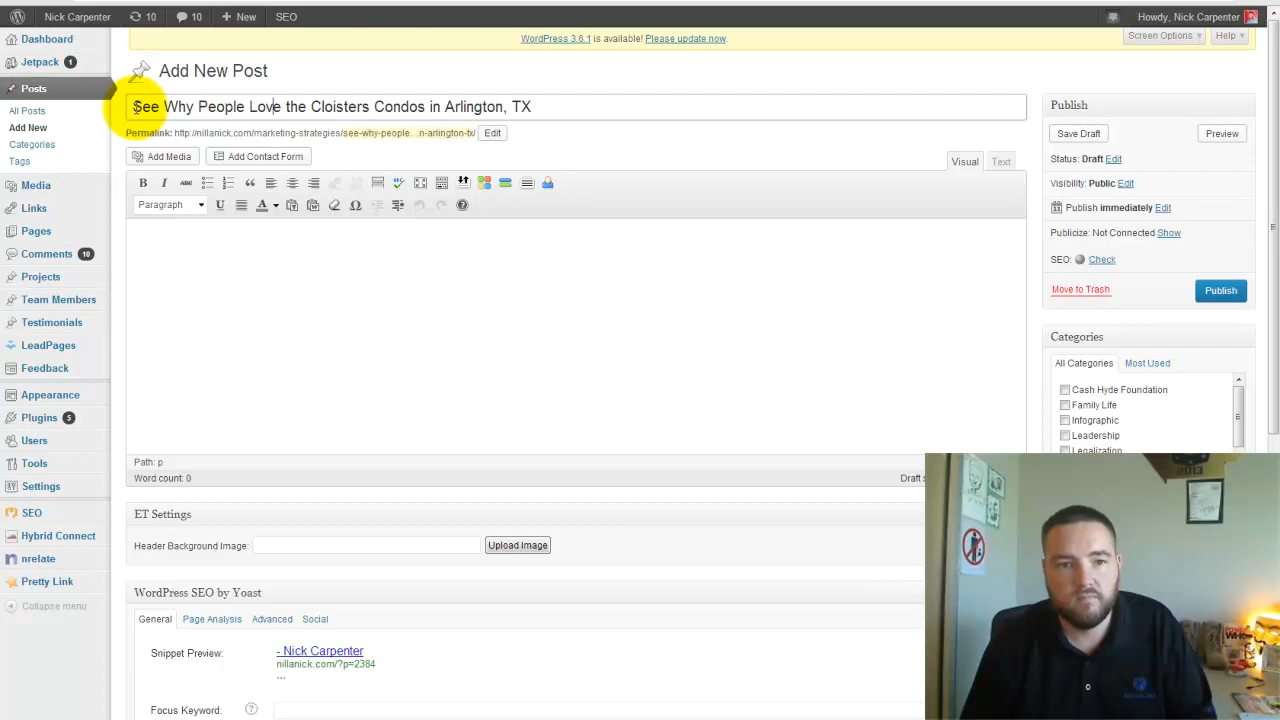 Nick Carpenter 10 10 + New SEO Howdy, Nick Carpenter
WordPress 3.6.1 is available! Please update now.
Screen Options Help
Dashboard
Jetpack 1
Posts
All Posts
Add New
Categories
Tags
Media
Links
Pages
Comments 10
Projects
Team Members
Testimonials
LeadPages
Feedback
Appearance
Plugins 5
Users
Tools
Settings
SEO
Hybrid Connect
nrelate
Pretty Link
Collapse menu
Add New Post
See Why People Love the Cloisters Condos in Arlington, TX
Permalink: http://nillanick.com/marketing-strategies/see-why-people...n-arlington-tx/ Edit
Add Media Add Contact Form
Visual Text
B I ABC
Paragraph U A Ω
Path: p
Word count: 0 Draft s
ET Settings
Header Background Image: Upload Image
WordPress SEO by Yoast
General Page Analysis Advanced Social
Snippet Preview: - Nick Carpenter
nillanick.com/?p=2384
...
Focus Keyword: ?
Publish
Save Draft Preview
Status: Draft Edit
Visibility: Public Edit
Publish immediately Edit
Publicize: Not Connected Show
SEO: Check
Move to Trash Publish
Categories
All Categories Most Used
Cash Hyde Foundation
Family Life
Infographic
Leadership
Legalization
2013